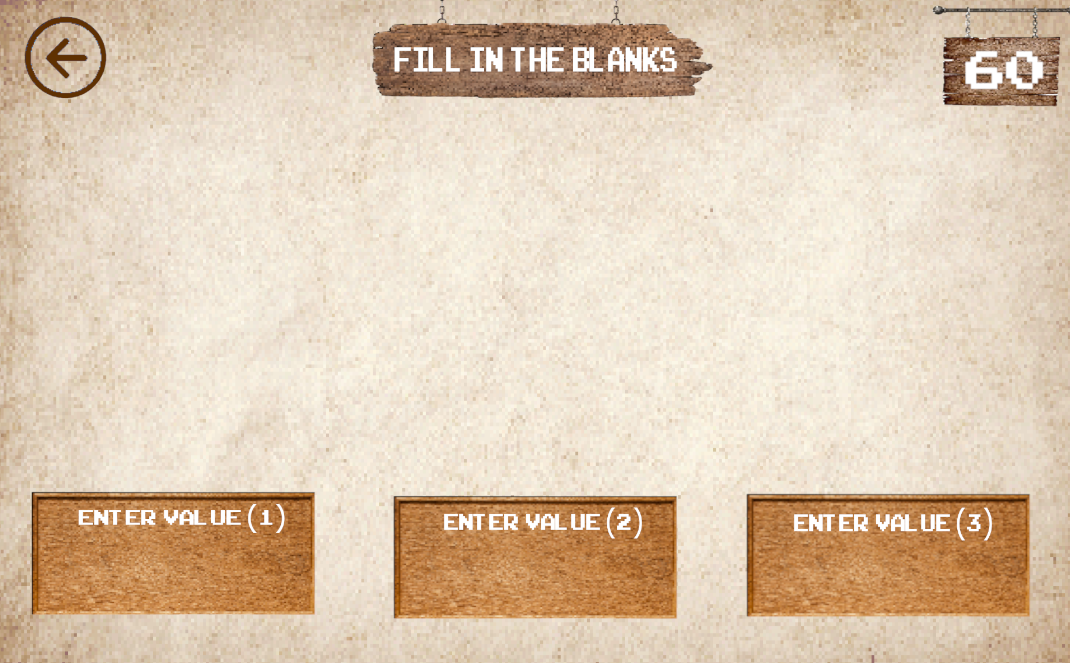 FILL IN THE BLANKS
60
ENTER VALUE (1)
ENTER VALUE (2)
ENTER VALUE (3)